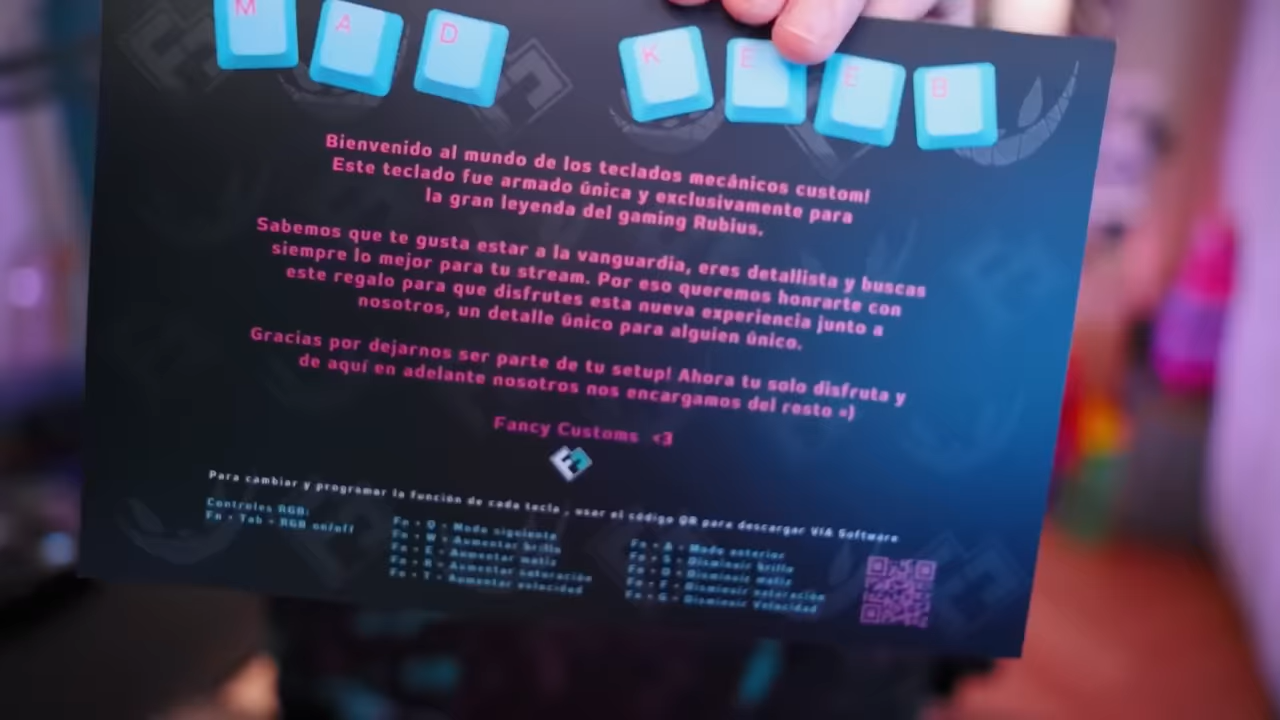 M A D K E E B
Bienvenido al mundo de los teclados mecánicos custom!
Este teclado fue armado única y exclusivamente para
la gran leyenda del gaming Rubius.
Sabemos que te gusta estar a la vanguardia, eres detallista y buscas
siempre lo mejor para tu stream. Por eso queremos honrarte con
este regalo para que disfrutes esta nueva experiencia junto a
nosotros, un detalle único para alguien único.
Gracias por dejarnos ser parte de tu setup! Ahora tu solo disfruta y
de aquí en adelante nosotros nos encargamos del resto =)
Fancy Customs <3
Para cambiar y programar la función de cada tecla, usar el código QR para descargar VIA Software
Controles RGB:
Fn + Tab = RGB on/off
Fn + Q = Modo siguiente
Fn + W = Aumentar brillo
Fn + E = Aumentar matiz
Fn + R = Aumentar saturación
Fn + T = Aumentar velocidad
Fn + A = Modo anterior
Fn + S = Disminuir brillo
Fn + D = Disminuir matiz
Fn + F = Disminuir saturación
Fn + G = Disminuir Velocidad